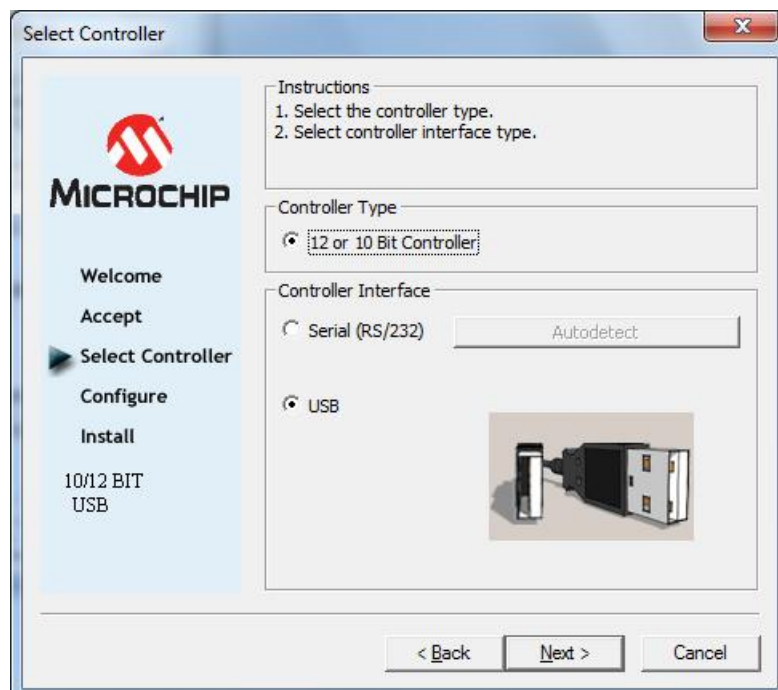 Select Controller
MICROCHIP
Welcome
Accept
Select Controller
Configure
Install
10/12 BIT
USB
Instructions
1. Select the controller type.
2. Select controller interface type.
Controller Type
12 or 10 Bit Controller
Controller Interface
Serial (RS/232)
Autodetect
USB
< Back
Next >
Cancel